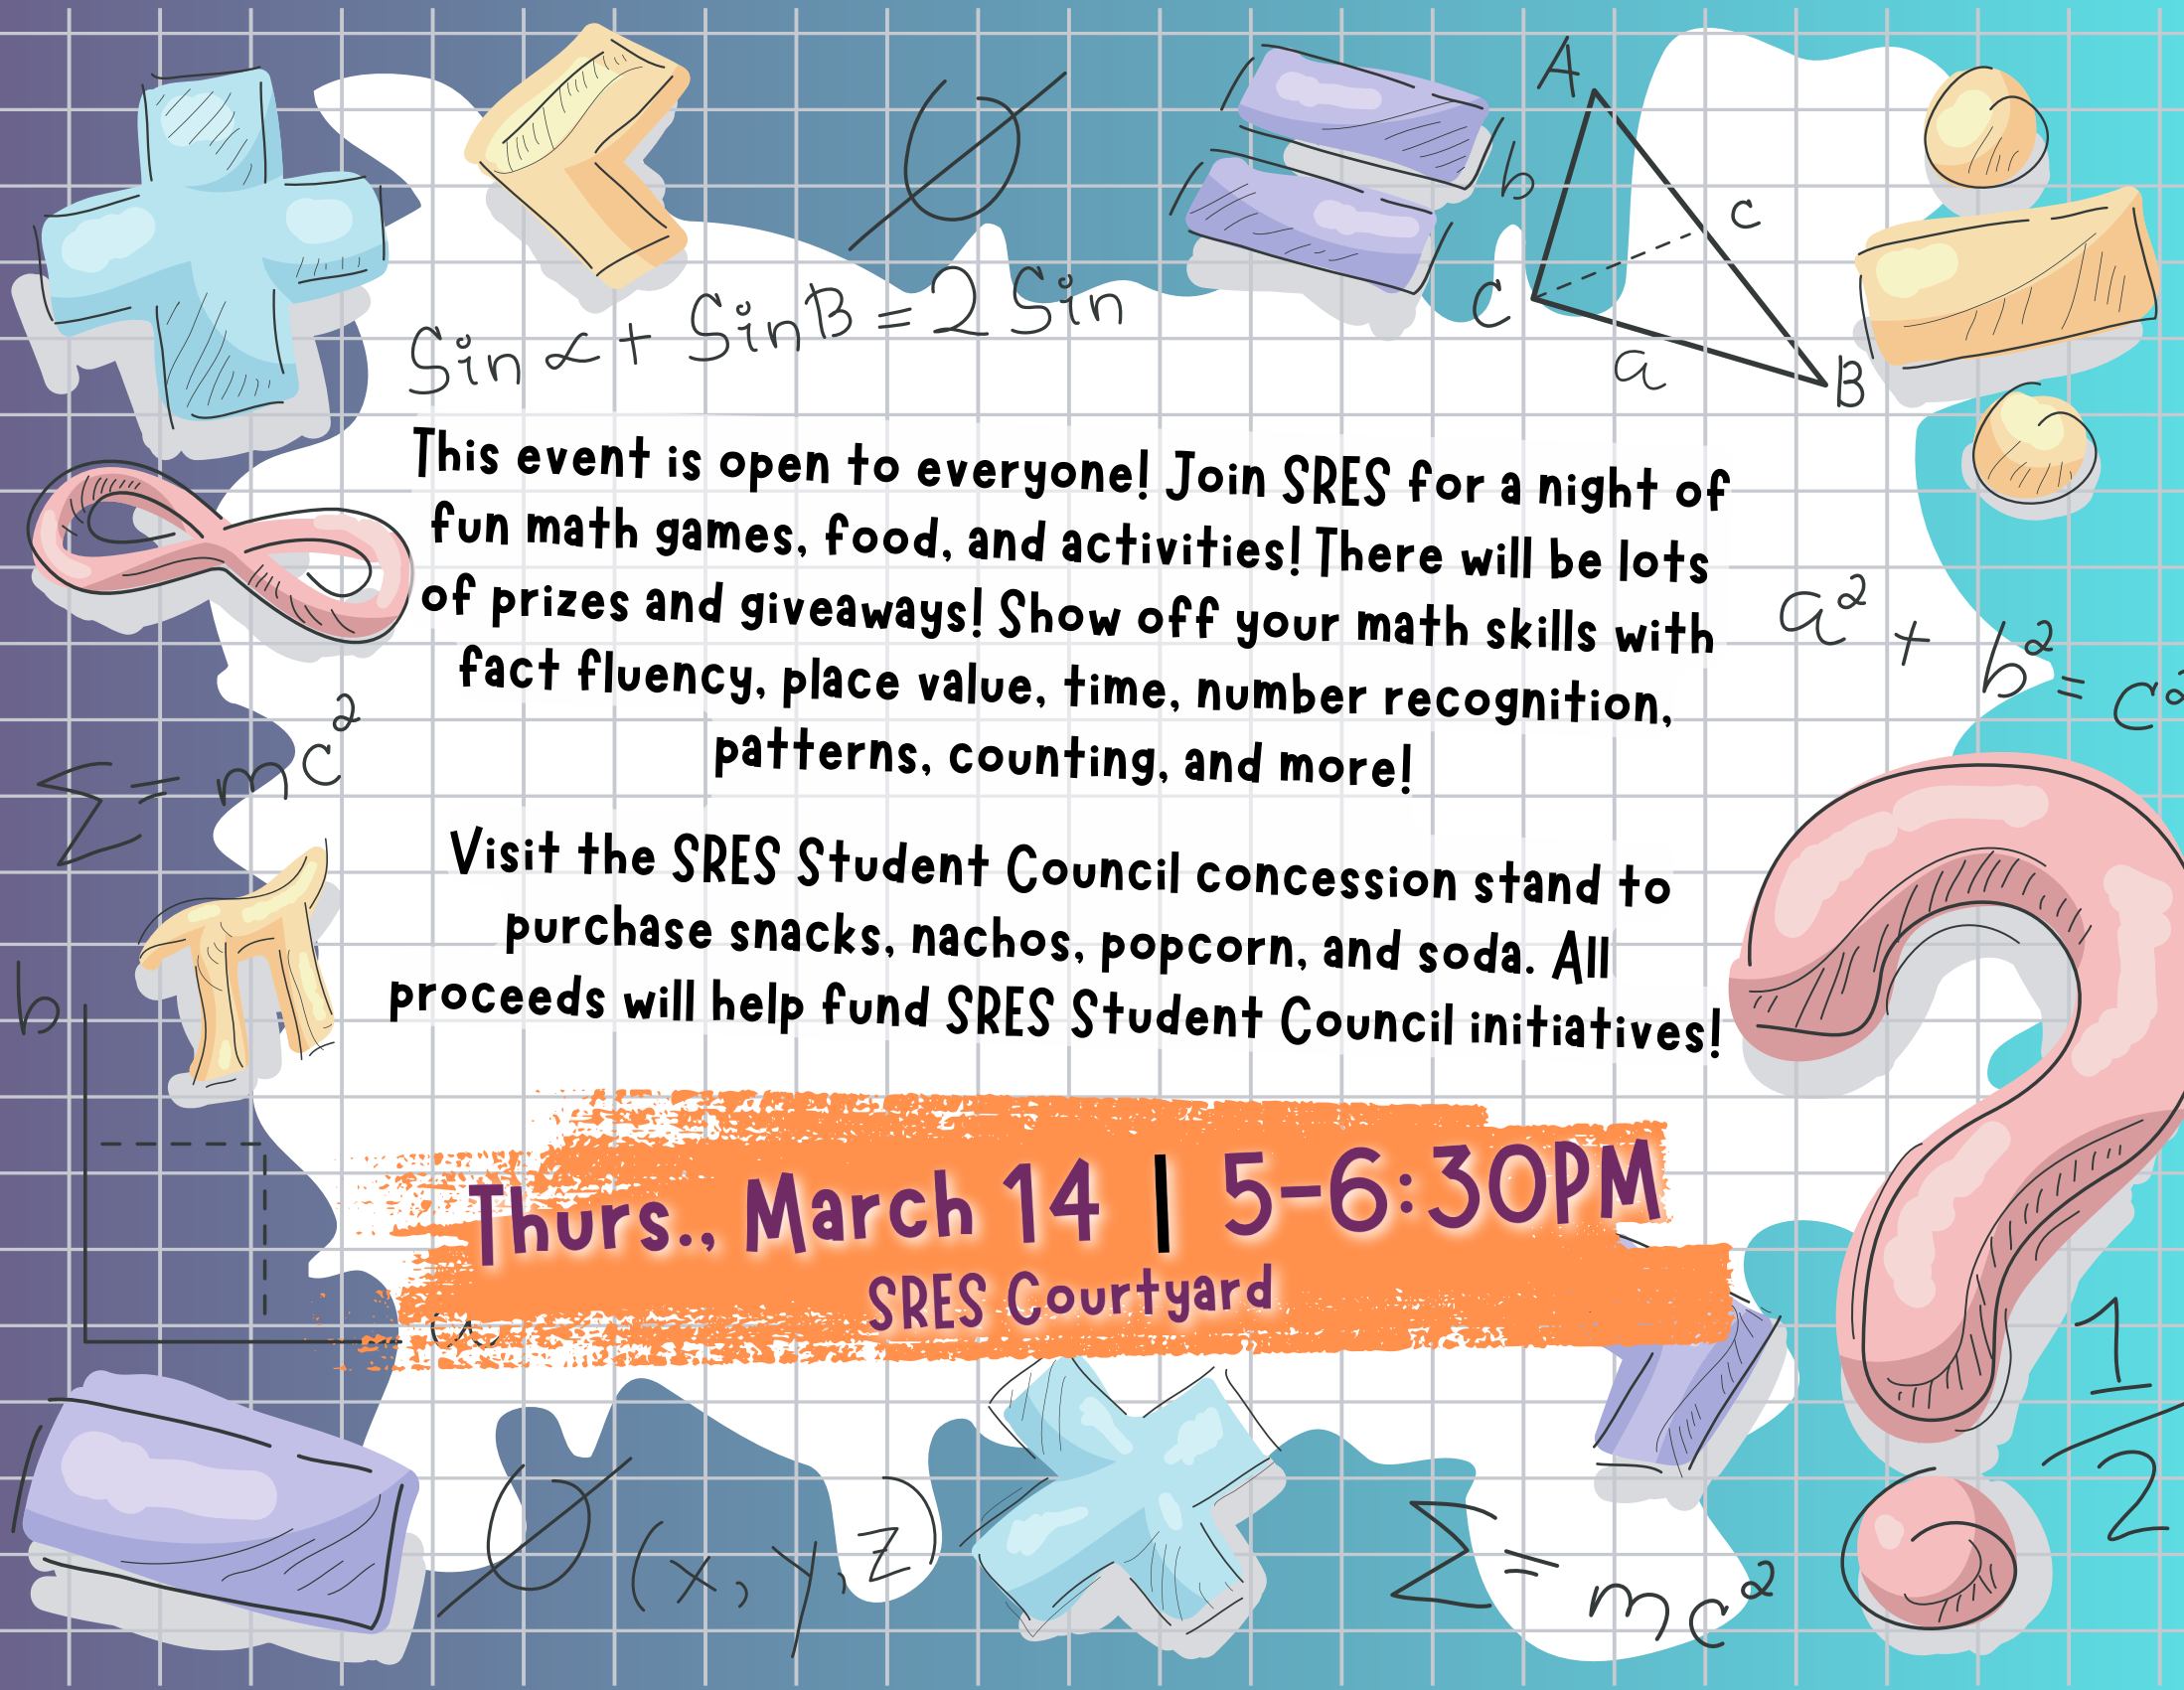 Sin α + Sin B = 2 Sin
A
b
c
C
a
B
This event is open to everyone! Join SRES for a night of
fun math games, food, and activities! There will be lots
of prizes and giveaways! Show off your math skills with
fact fluency, place value, time, number recognition,
patterns, counting, and more!
a² + b² = c²
Σ = mc²
Visit the SRES Student Council concession stand to
purchase snacks, nachos, popcorn, and soda. All
proceeds will help fund SRES Student Council initiatives!
π
b
Thurs., March 14 | 5-6:30PM
SRES Courtyard
1/2
Ø (x, y, z)
Σ = mc²